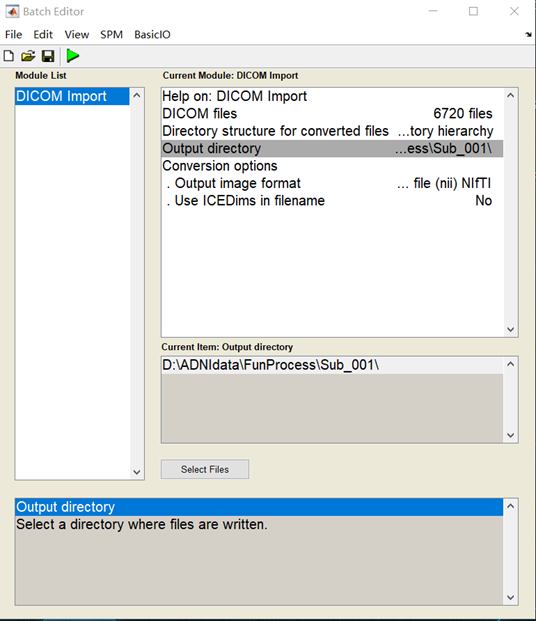 Batch Editor
File Edit View SPM BasicIO
Module List
DICOM Import
Current Module: DICOM Import
Help on: DICOM Import
DICOM files 6720 files
Directory structure for converted files ...tory hierarchy
Output directory ...ess\Sub_001\
Conversion options
. Output image format ... file (nii) NIfTI
. Use ICEDims in filename No
Current Item: Output directory
D:\ADNIdata\FunProcess\Sub_001\
Select Files
Output directory
Select a directory where files are written.